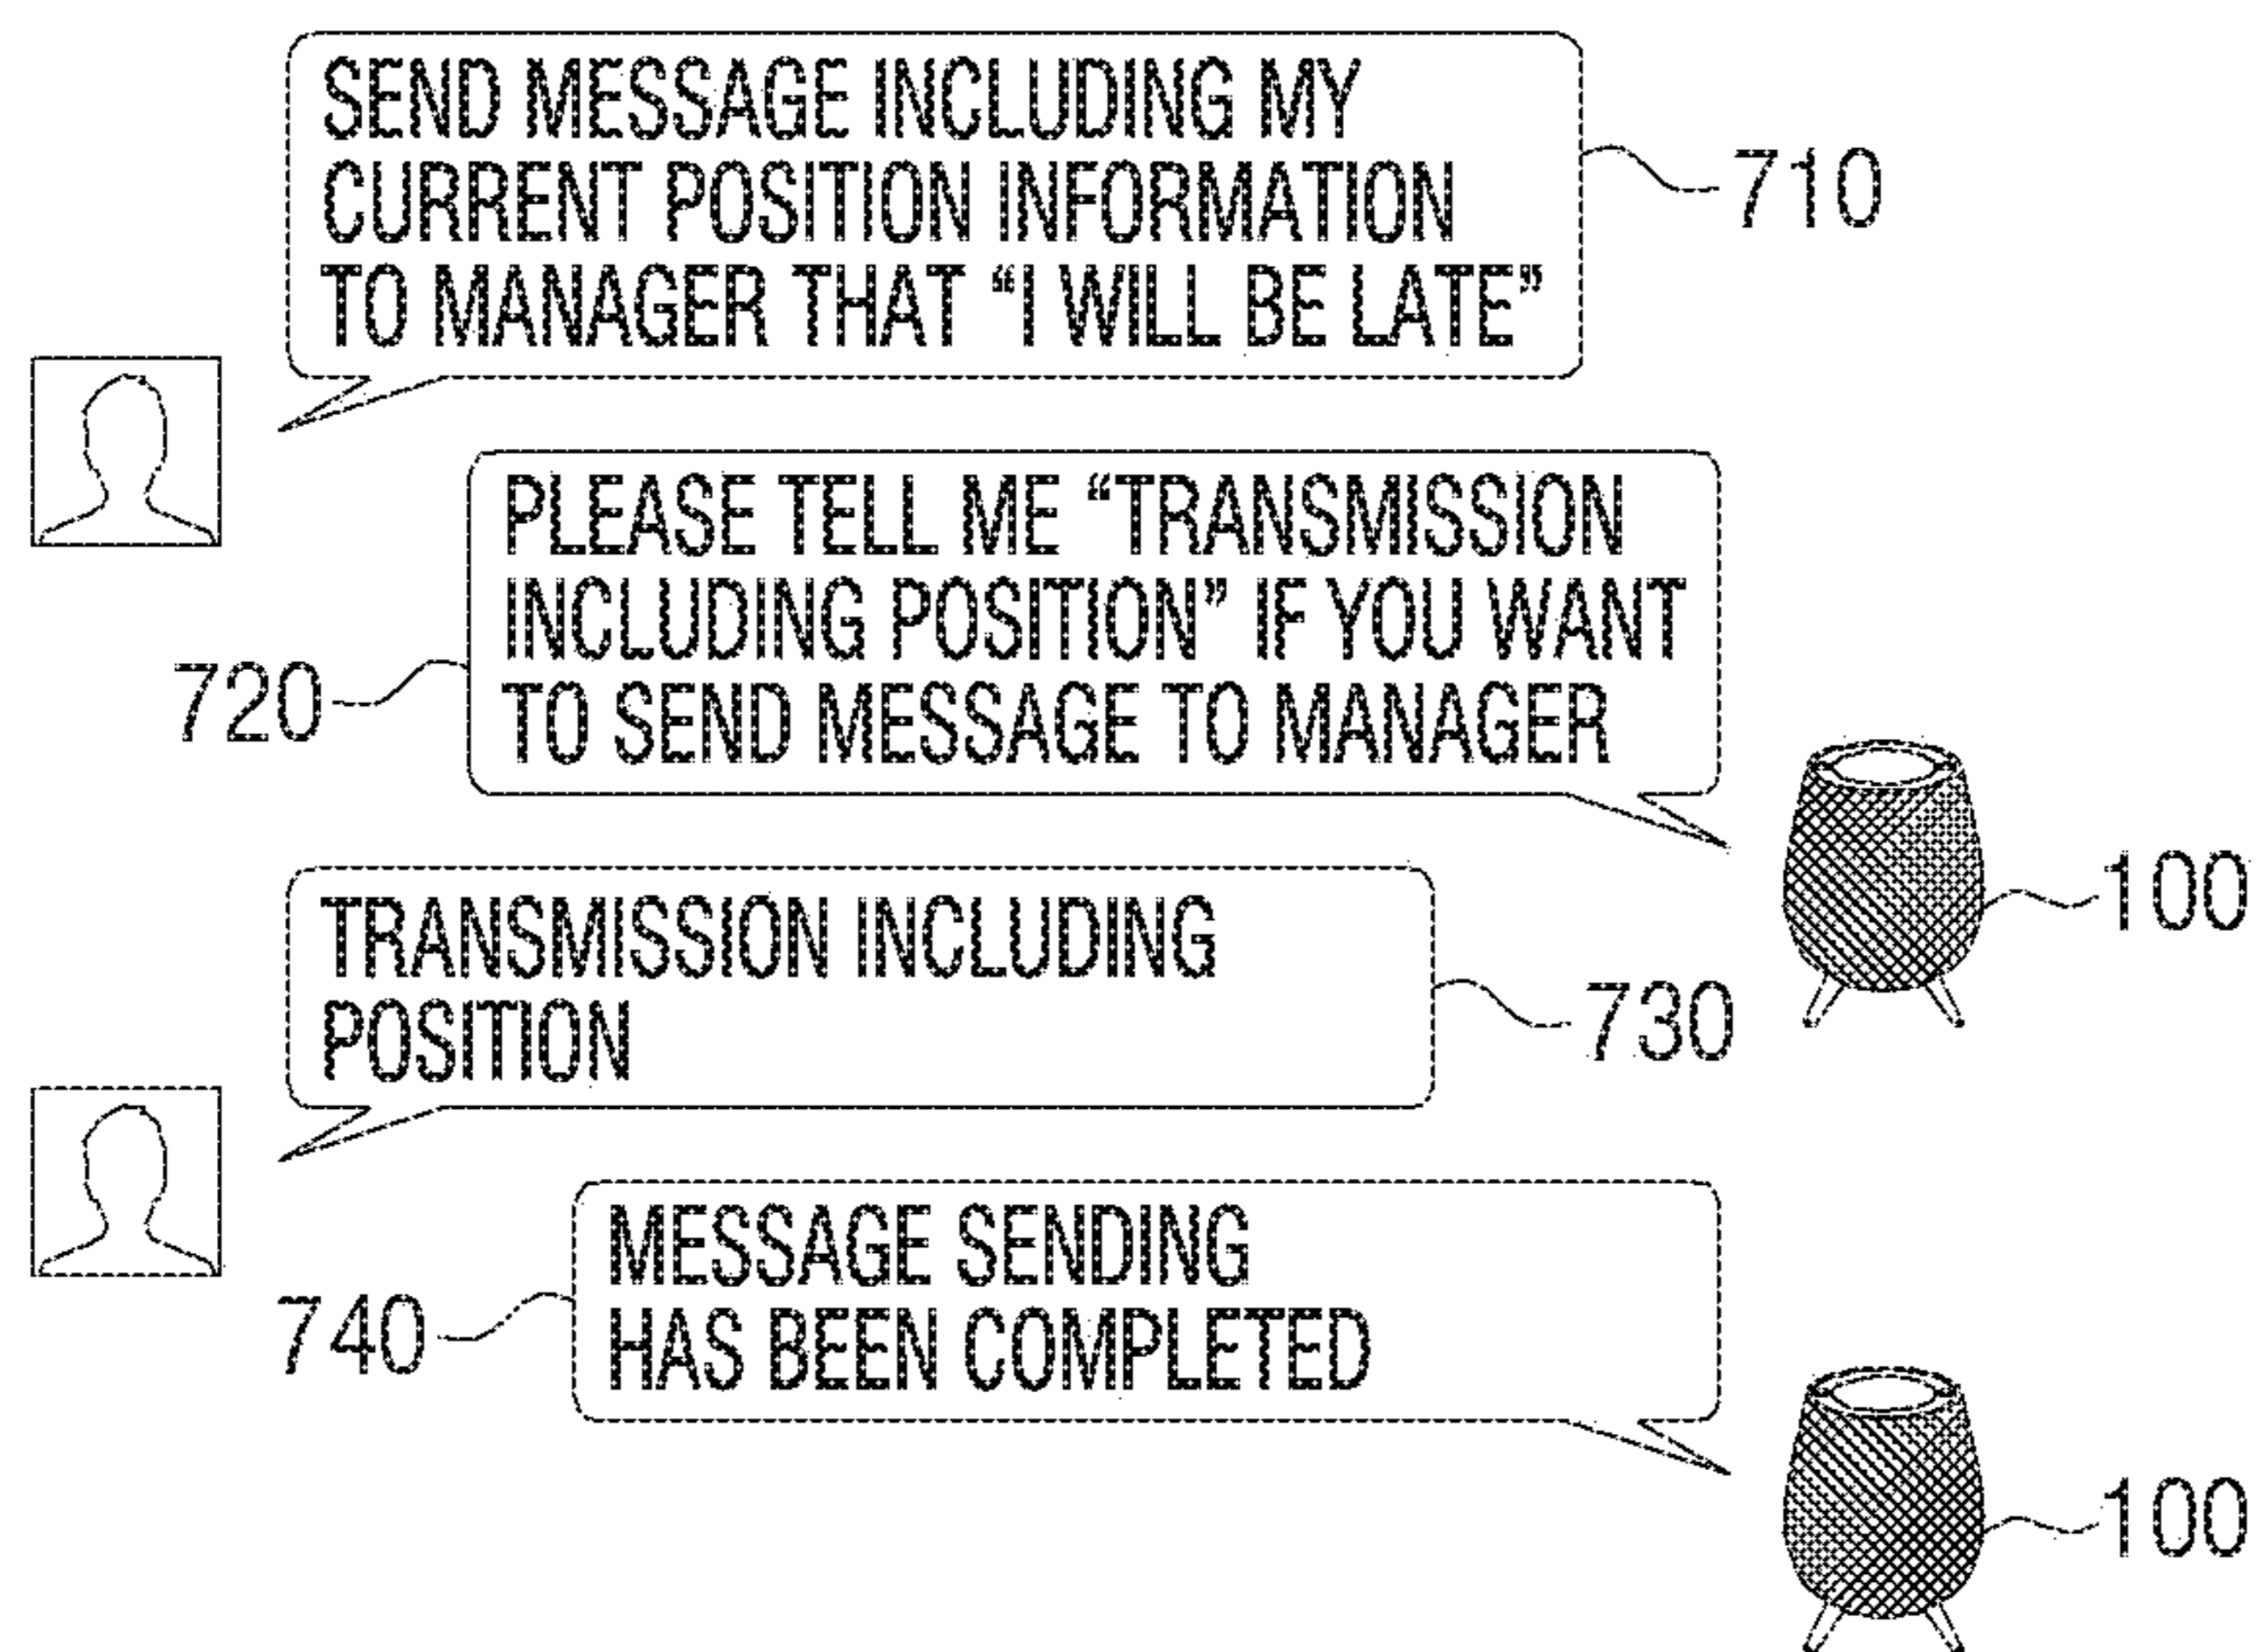 SEND MESSAGE INCLUDING MY
CURRENT POSITION INFORMATION
TO MANAGER THAT “I WILL BE LATE”
710
PLEASE TELL ME “TRANSMISSION
INCLUDING POSITION” IF YOU WANT
TO SEND MESSAGE TO MANAGER
720
100
TRANSMISSION INCLUDING
POSITION
730
MESSAGE SENDING
HAS BEEN COMPLETED
740
100